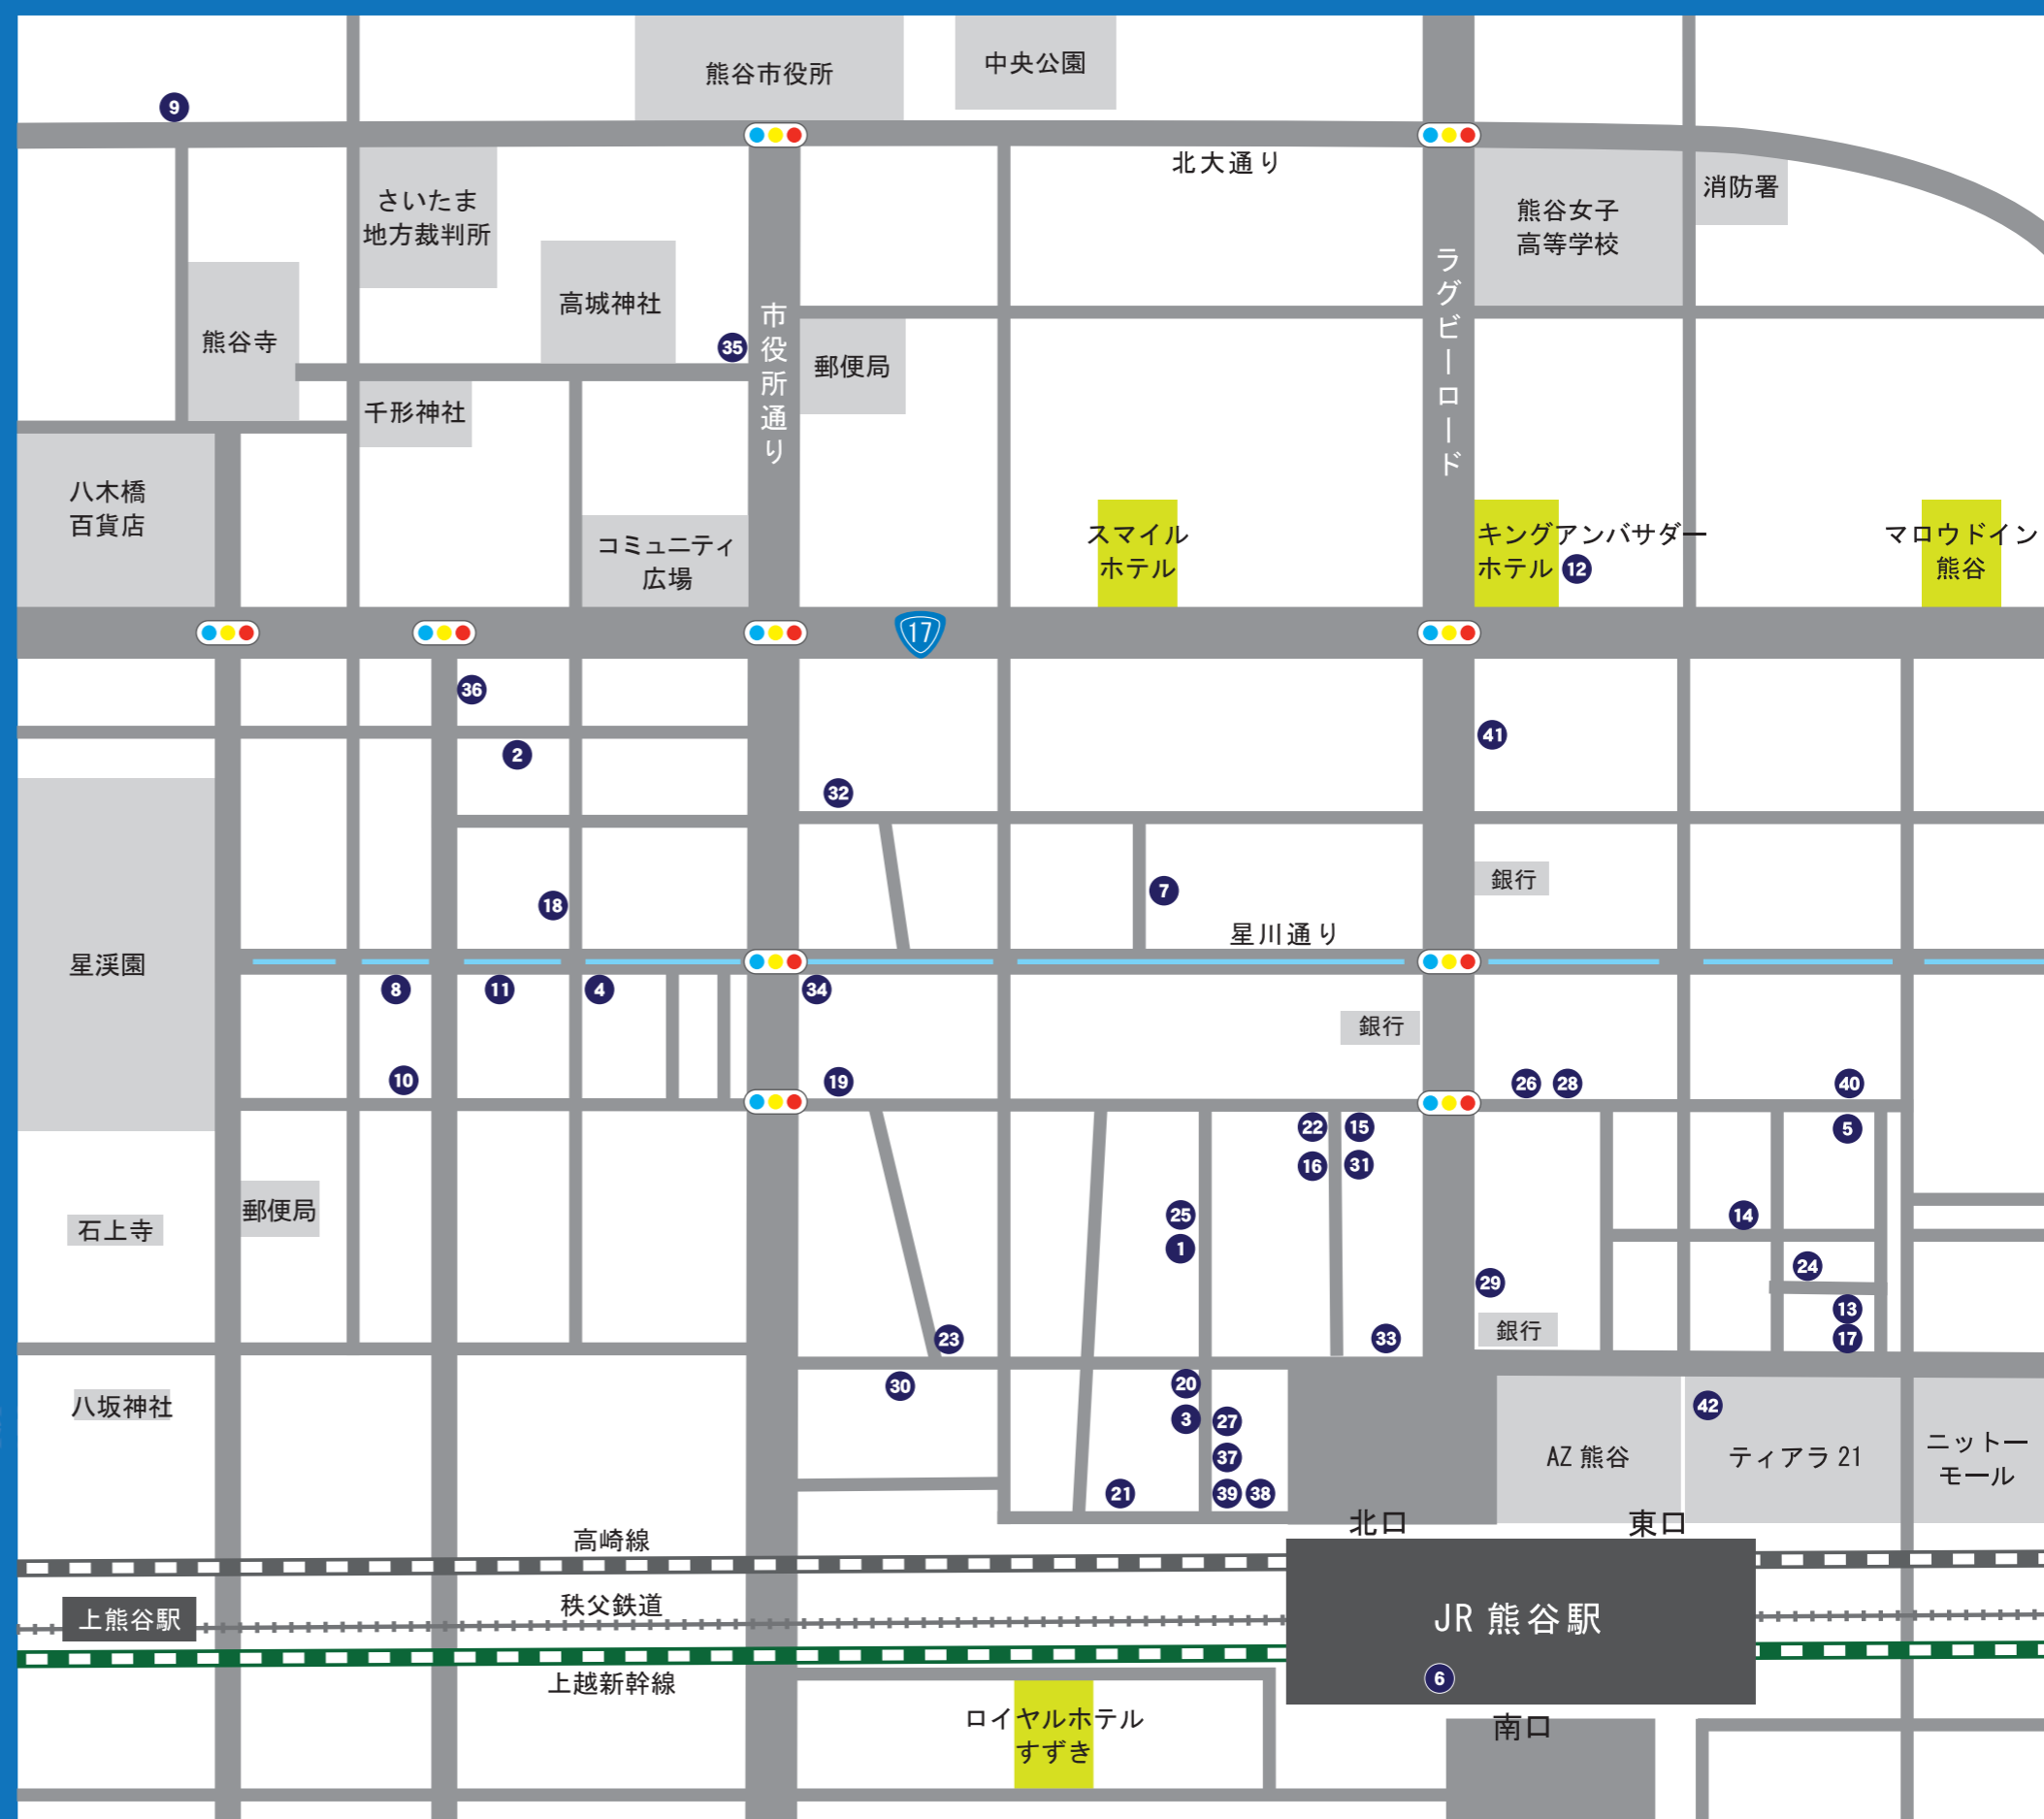 熊谷市役所
中央公園
9
北大通り
さいたま
地方裁判所
消防署
熊谷女子
高等学校
高城神社
ラグビーロード
市役所通り
35
熊谷寺
郵便局
千形神社
八木橋
百貨店
コミュニティ
広場
スマイル
ホテル
キングアンバサダー
ホテル
12
マロウドイン
熊谷
17
36
2
41
32
18
7
銀行
星川通り
星渓園
8
11
4
34
銀行
10
19
26
28
40
22
15
5
16
31
石上寺
郵便局
25
1
14
24
29
13
23
33
銀行
17
八坂神社
30
20
3
27
42
37
AZ 熊谷
ティアラ 21
ニットー
モール
21
39
38
北口
東口
高崎線
秩父鉄道
上熊谷駅
JR 熊谷駅
6
上越新幹線
ロイヤルホテル
すずき
南口